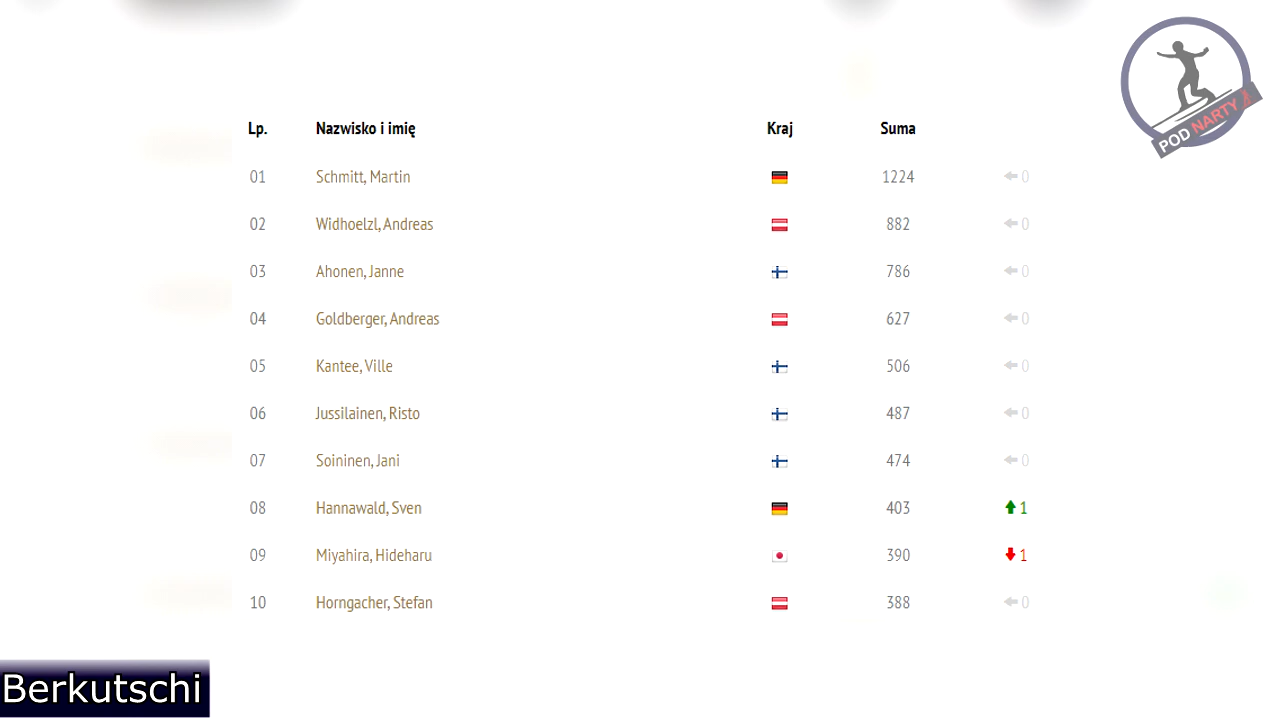 POD NARTY
Lp. Nazwisko i imię Kraj Suma
01 Schmitt, Martin 1224 0
02 Widhoelzl, Andreas 882 0
03 Ahonen, Janne 786 0
04 Goldberger, Andreas 627 0
05 Kantee, Ville 506 0
06 Jussilainen, Risto 487 0
07 Soininen, Jani 474 0
08 Hannawald, Sven 403 1
09 Miyahira, Hideharu 390 1
10 Horngacher, Stefan 388 0
Berkutschi